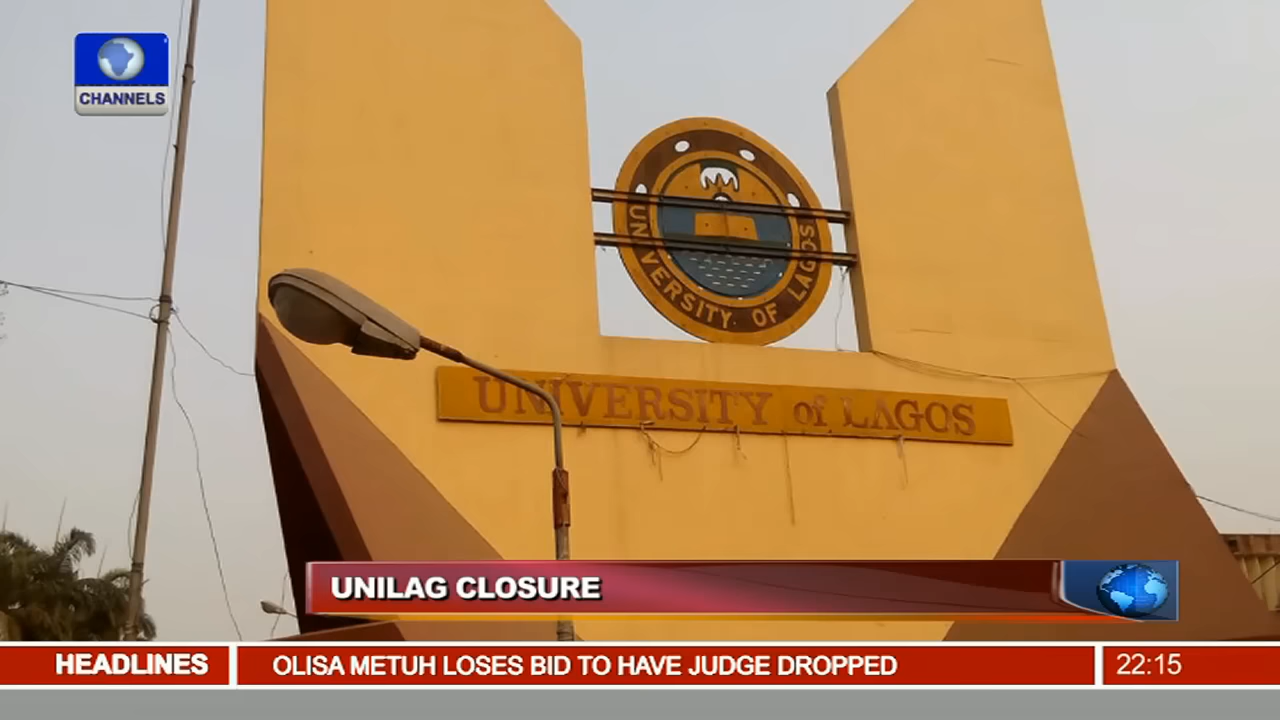 CHANNELS
UNIVERSITY OF LAGOS
UNIVERSITY of LAGOS
UNILAG CLOSURE
HEADLINES
OLISA METUH LOSES BID TO HAVE JUDGE DROPPED
22:15